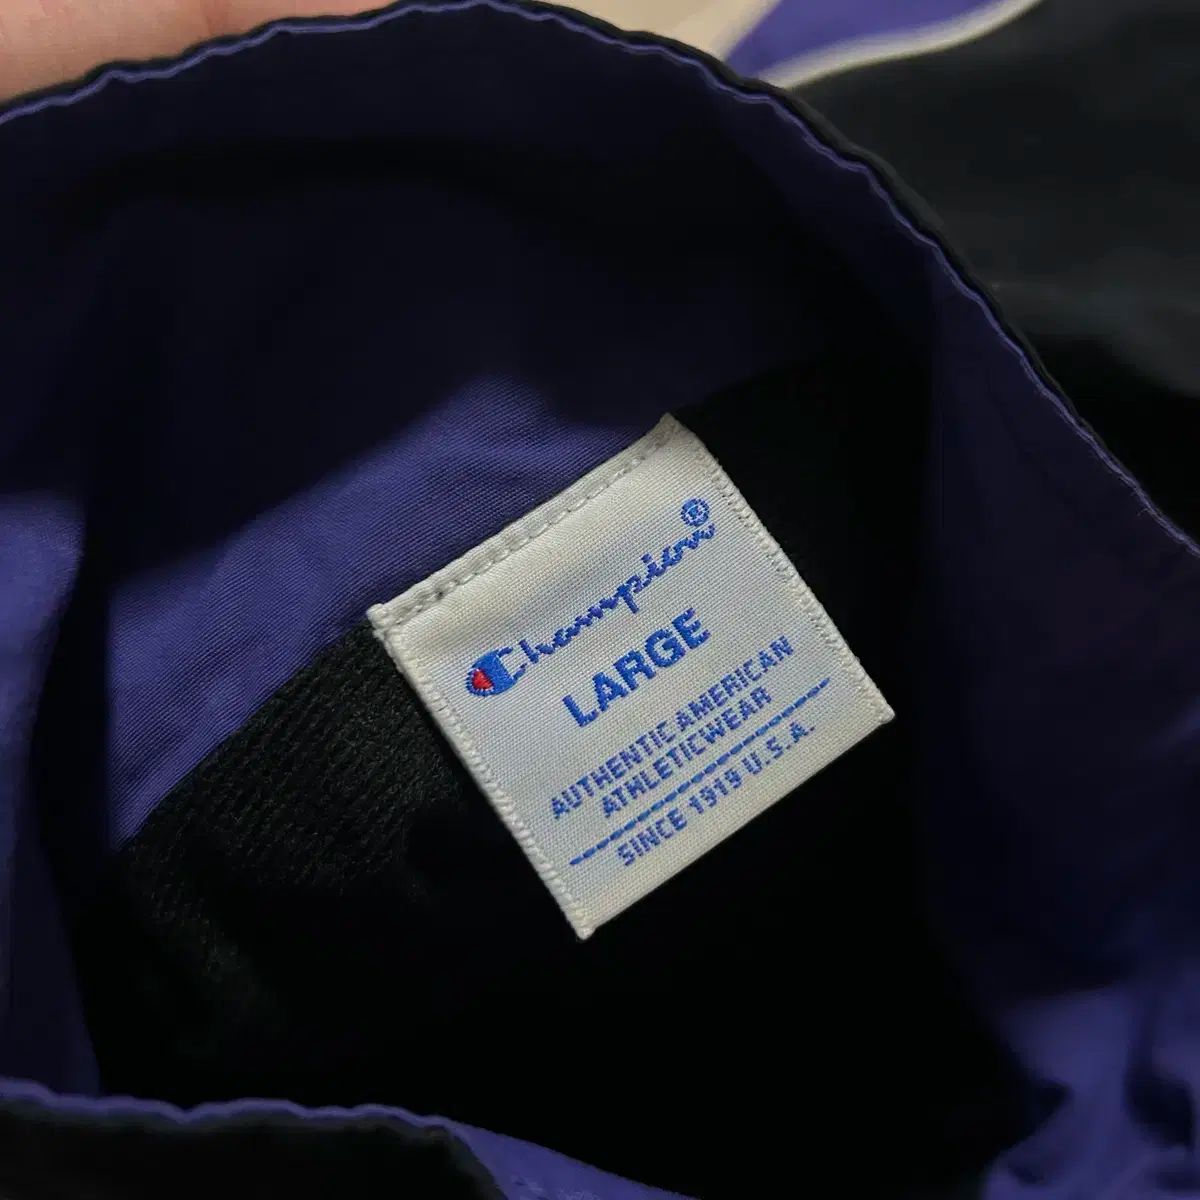 Champion®
LARGE
AUTHENTIC AMERICAN
ATHLETICWEAR
SINCE 1919 U.S.A.